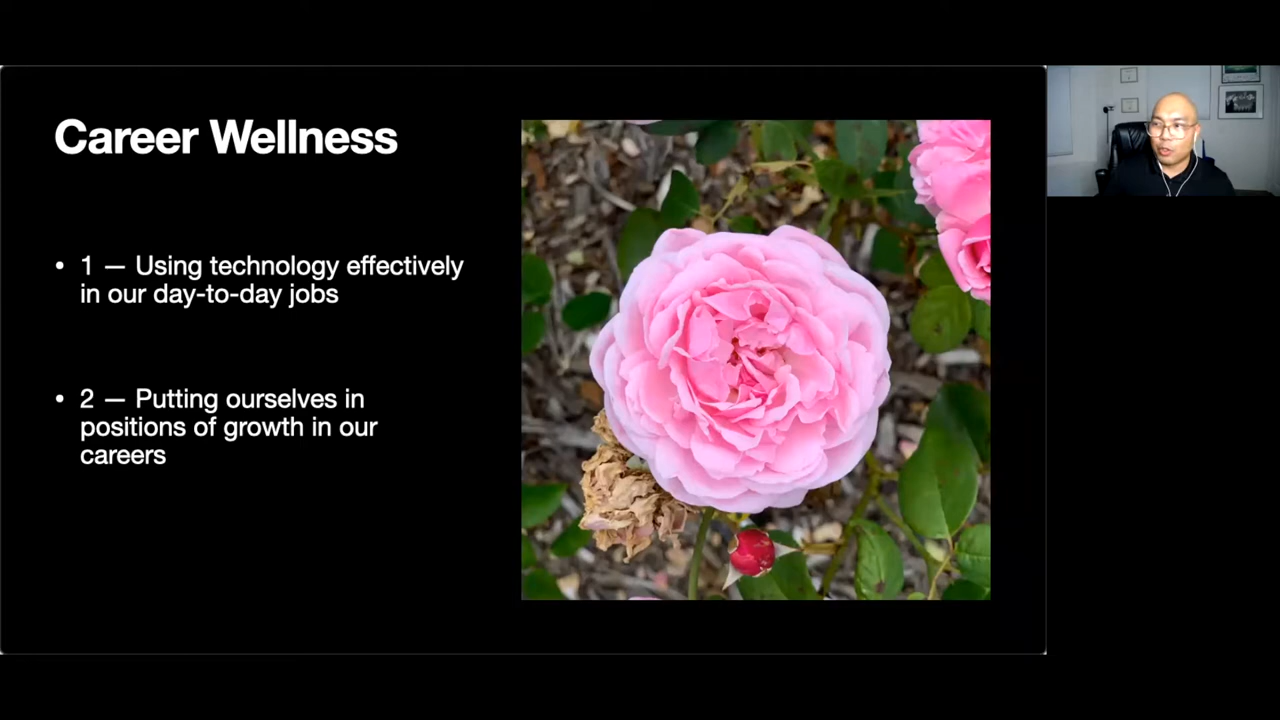 Career Wellness
• 1 — Using technology effectively
in our day-to-day jobs
• 2 — Putting ourselves in
positions of growth in our
careers